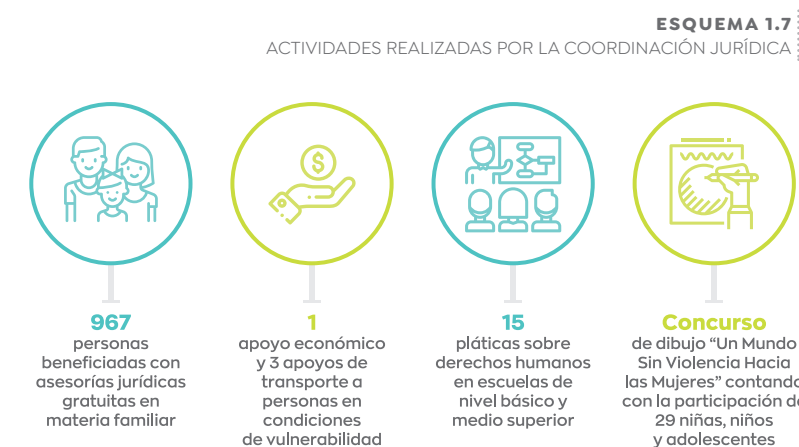 ESQUEMA 1.7
ACTIVIDADES REALIZADAS POR LA COORDINACIÓN JURÍDICA
$
967
personas
beneficiadas con
asesorías jurídicas
gratuitas en
materia familiar
1
apoyo económico
y 3 apoyos de
transporte a
personas en
condiciones
de vulnerabilidad
15
pláticas sobre
derechos humanos
en escuelas de
nivel básico y
medio superior
Concurso
de dibujo “Un Mundo
Sin Violencia Hacia
las Mujeres” contando
con la participación de
29 niñas, niños
y adolescentes